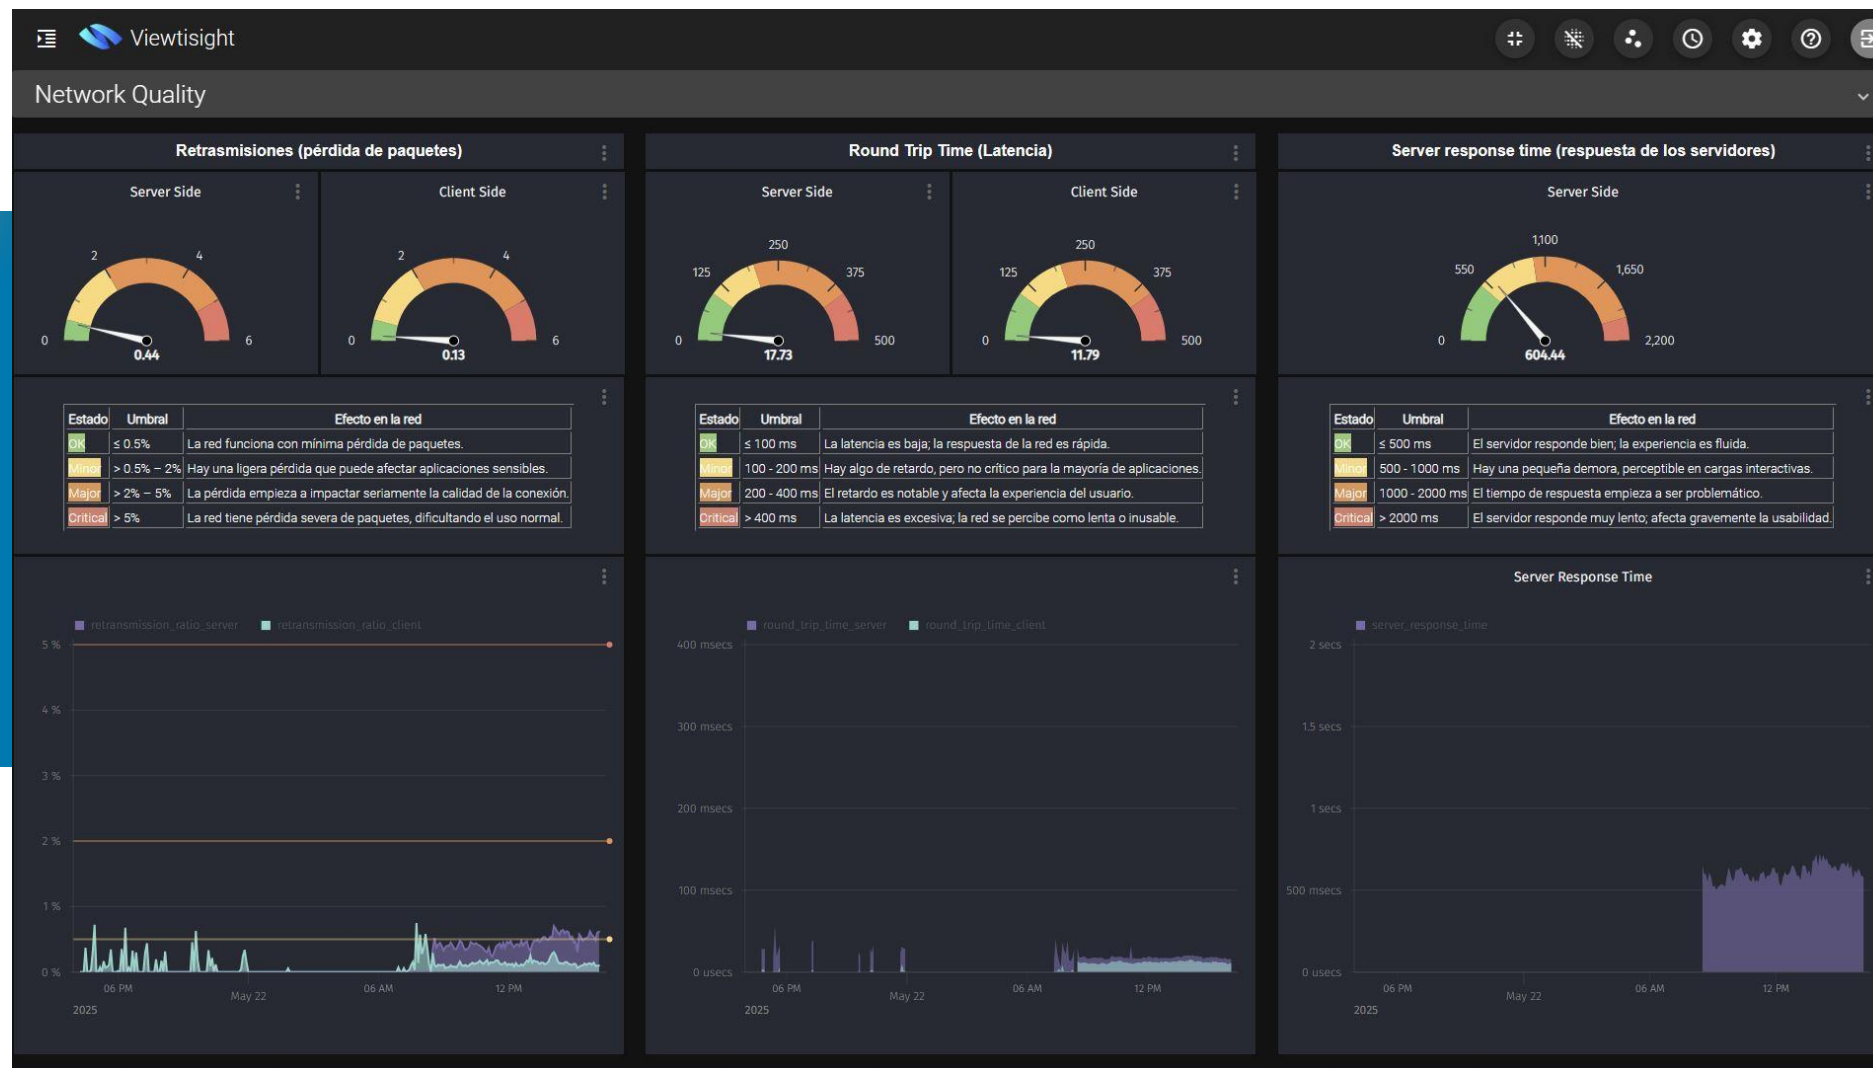 Viewtisight
Network Quality
Retrasmisiones (pérdida de paquetes)
Server Side
0
2
4
6
0.44
Client Side
0
2
4
6
0.13
Estado Umbral Efecto en la red
OK ≤ 0.5% La red funciona con mínima pérdida de paquetes.
Minor > 0.5% – 2% Hay una ligera pérdida que puede afectar aplicaciones sensibles.
Major > 2% – 5% La pérdida empieza a impactar seriamente la calidad de la conexión.
Critical > 5% La red tiene pérdida severa de paquetes, dificultando el uso normal.
retransmission_ratio_server retransmission_ratio_client
5 %
4 %
3 %
2 %
1 %
0 %
06 PM May 22 06 AM 12 PM
2025
Round Trip Time (Latencia)
Server Side
0
125
250
375
500
17.73
Client Side
0
125
250
375
500
11.79
Estado Umbral Efecto en la red
OK ≤ 100 ms La latencia es baja; la respuesta de la red es rápida.
Minor 100 - 200 ms Hay algo de retardo, pero no crítico para la mayoría de aplicaciones.
Major 200 - 400 ms El retardo es notable y afecta la experiencia del usuario.
Critical > 400 ms La latencia es excesiva; la red se percibe como lenta o inusable.
round_trip_time_server round_trip_time_client
400 msecs
300 msecs
200 msecs
100 msecs
0 usecs
06 PM May 22 06 AM 12 PM
2025
Server response time (respuesta de los servidores)
Server Side
0
550
1,100
1,650
2,200
604.44
Estado Umbral Efecto en la red
OK ≤ 500 ms El servidor responde bien; la experiencia es fluida.
Minor 500 - 1000 ms Hay una pequeña demora, perceptible en cargas interactivas.
Major 1000 - 2000 ms El tiempo de respuesta empieza a ser problemático.
Critical > 2000 ms El servidor responde muy lento; afecta gravemente la usabilidad.
Server Response Time
server_response_time
2 secs
1.5 secs
1 secs
500 msecs
0 usecs
06 PM May 22 06 AM 12 PM
2025